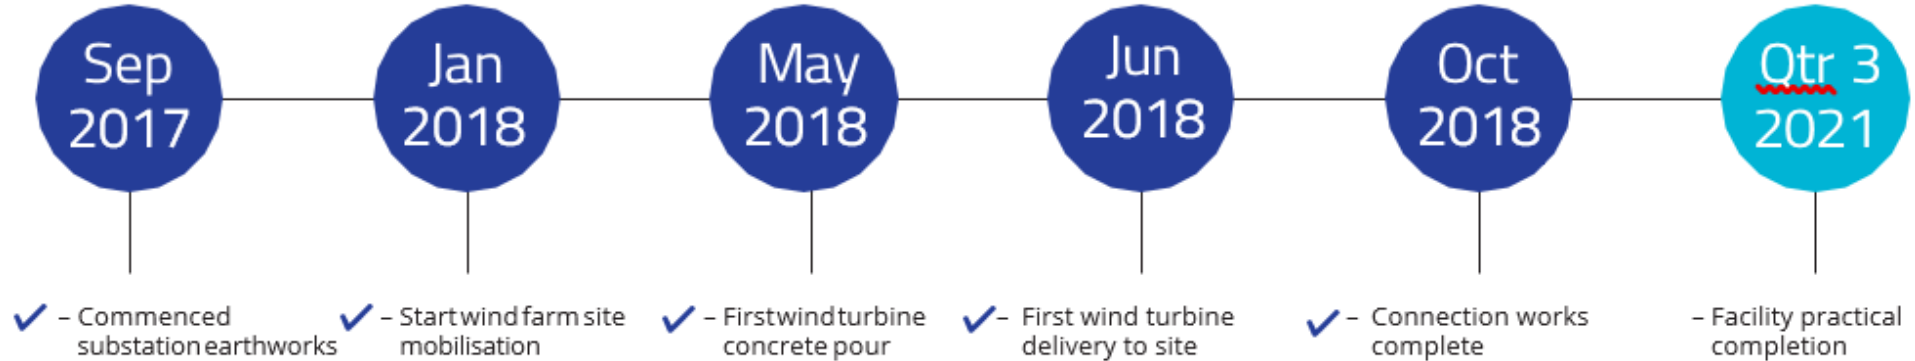 Sep
2017
Jan
2018
May
2018
Jun
2018
Oct
2018
Qtr 3
2021
– Commenced
substation earthworks
– Start wind farm site
mobilisation
– First wind turbine
concrete pour
– First wind turbine
delivery to site
– Connection works
complete
– Facility practical
completion